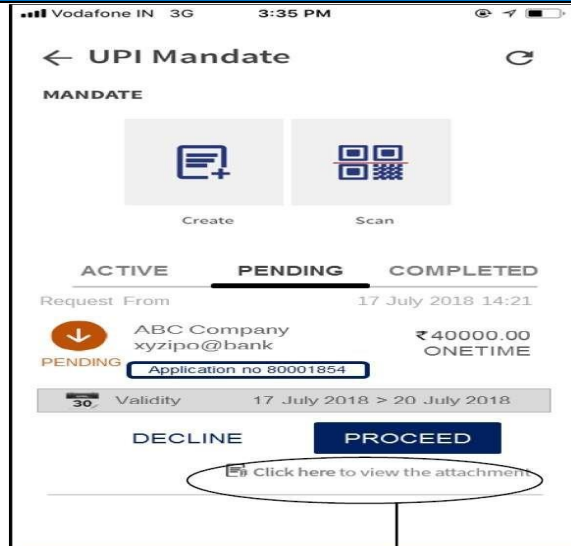 Vodafone IN 3G 3:35 PM
← UPI Mandate
MANDATE
Create Scan
ACTIVE PENDING COMPLETED
Request From 17 July 2018 14:21
ABC Company ₹40000.00
xyzipo@bank ONETIME
PENDING
Application no 80001854
30 Validity 17 July 2018 > 20 July 2018
DECLINE PROCEED
Click here to view the attachment